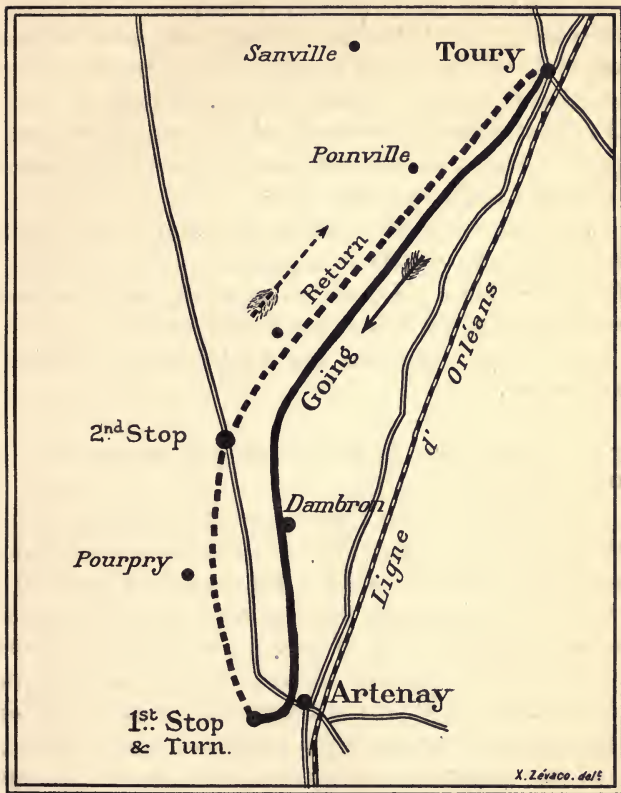 Sanville
Toury
Poinville
Return
Going
Ligne d' Orléans
2nd Stop
Dambron
Pourpry
Artenay
1st Stop
& Turn.
X. Zévaco. delt